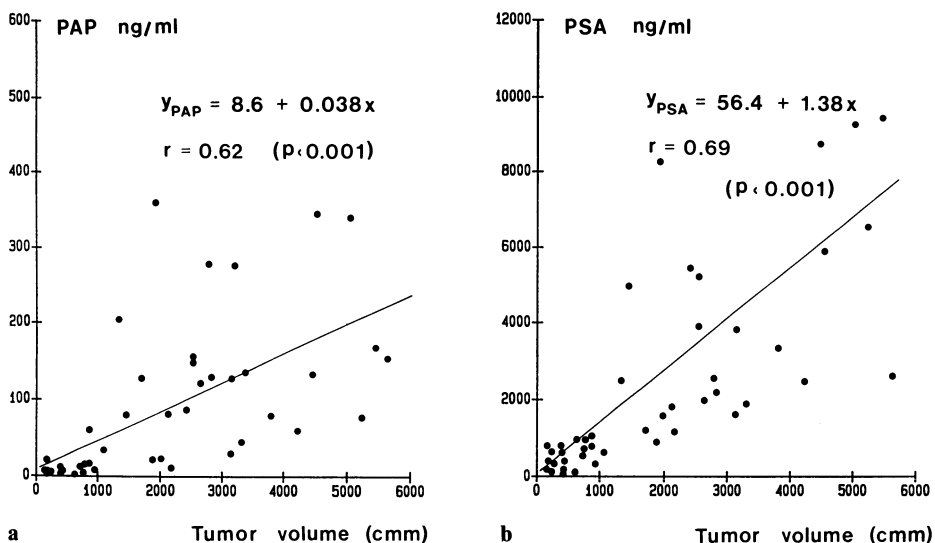 PAP ng/ml
600
500
400
300
200
100
0
y_PAP = 8.6 + 0.038x
r = 0.62 (p<0.001)
0 1000 2000 3000 4000 5000 6000
a Tumor volume (cmm)
PSA ng/ml
12000
10000
8000
6000
4000
2000
0
y_PSA = 56.4 + 1.38x
r = 0.69
(p<0.001)
0 1000 2000 3000 4000 5000 6000
b Tumor volume (cmm)